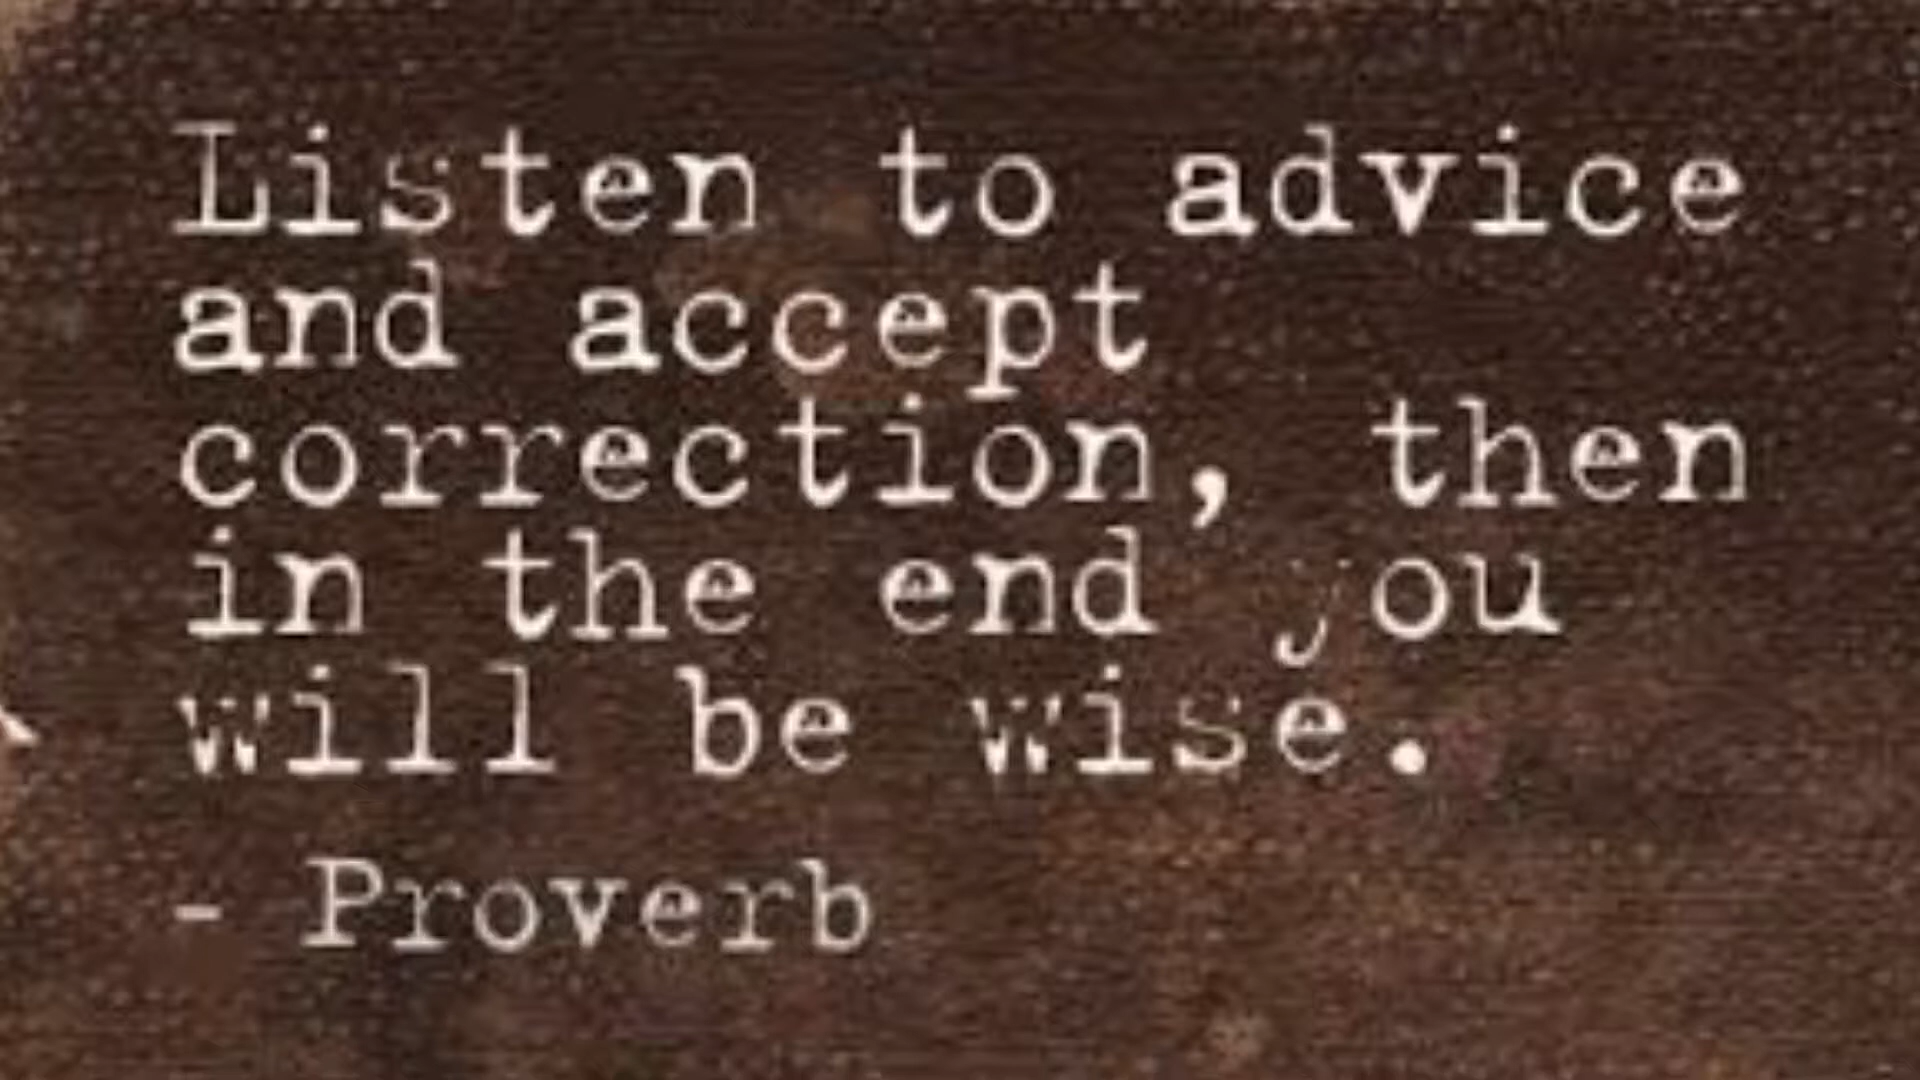 Listen to advice
and accept
correction, then
in the end you
will be wise.
- Proverb